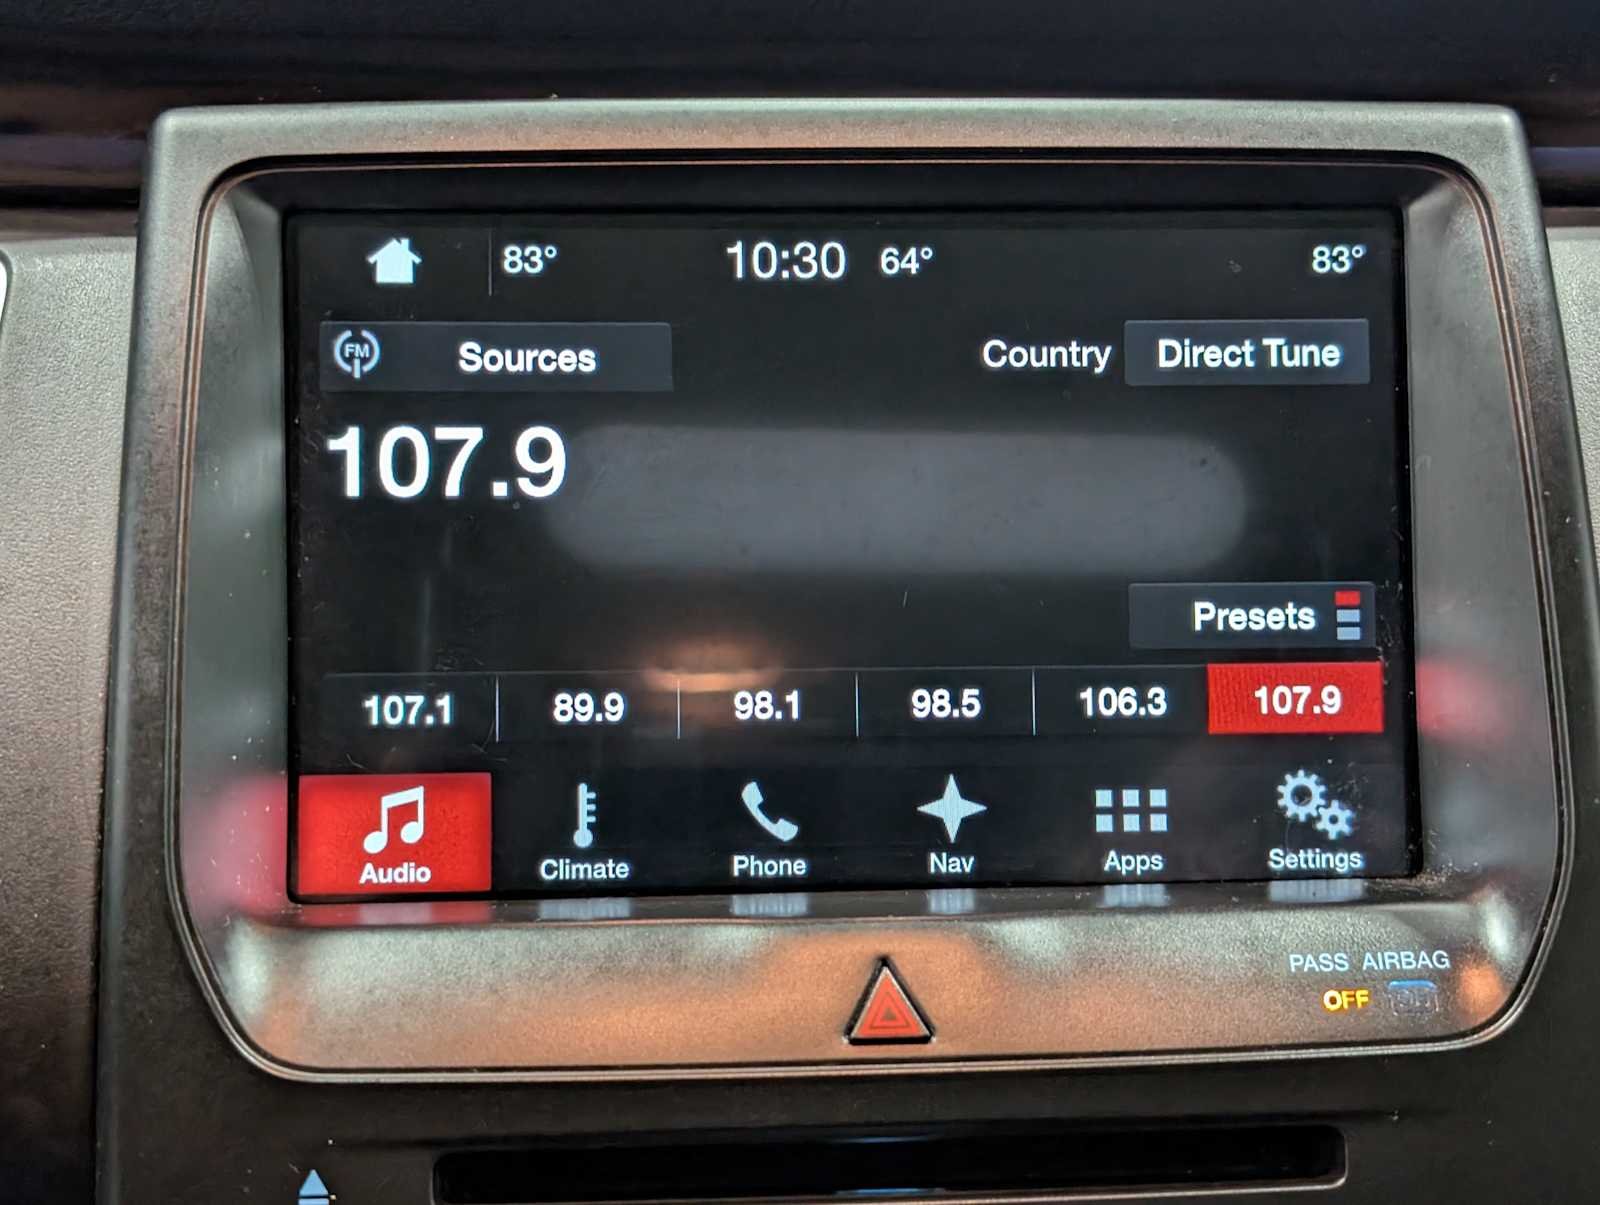 83° 10:30 64° 83°
FM Sources Country Direct Tune
107.9
Presets
107.1 89.9 98.1 98.5 106.3 107.9
Audio Climate Phone Nav Apps Settings
PASS AIRBAG
OFF